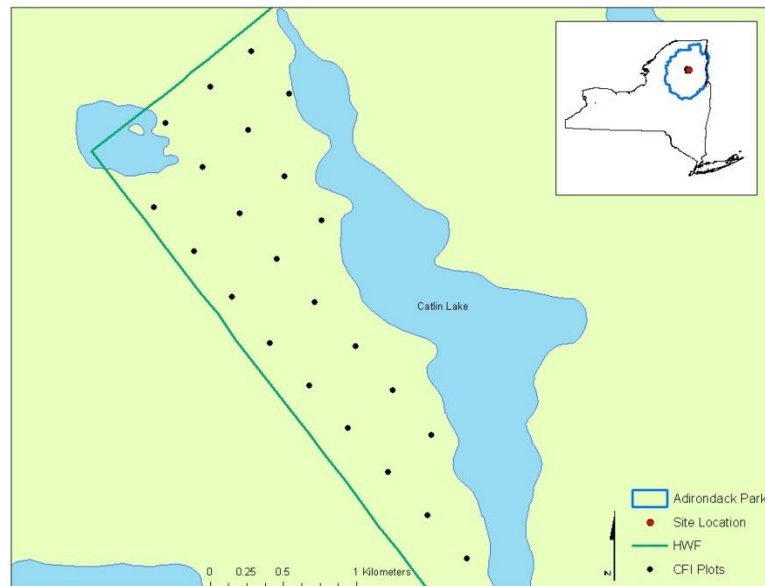 Catlin Lake
Adirondack Park
Site Location
HWF
CFI Plots
0 0.25 0.5 1 Kilometers
N